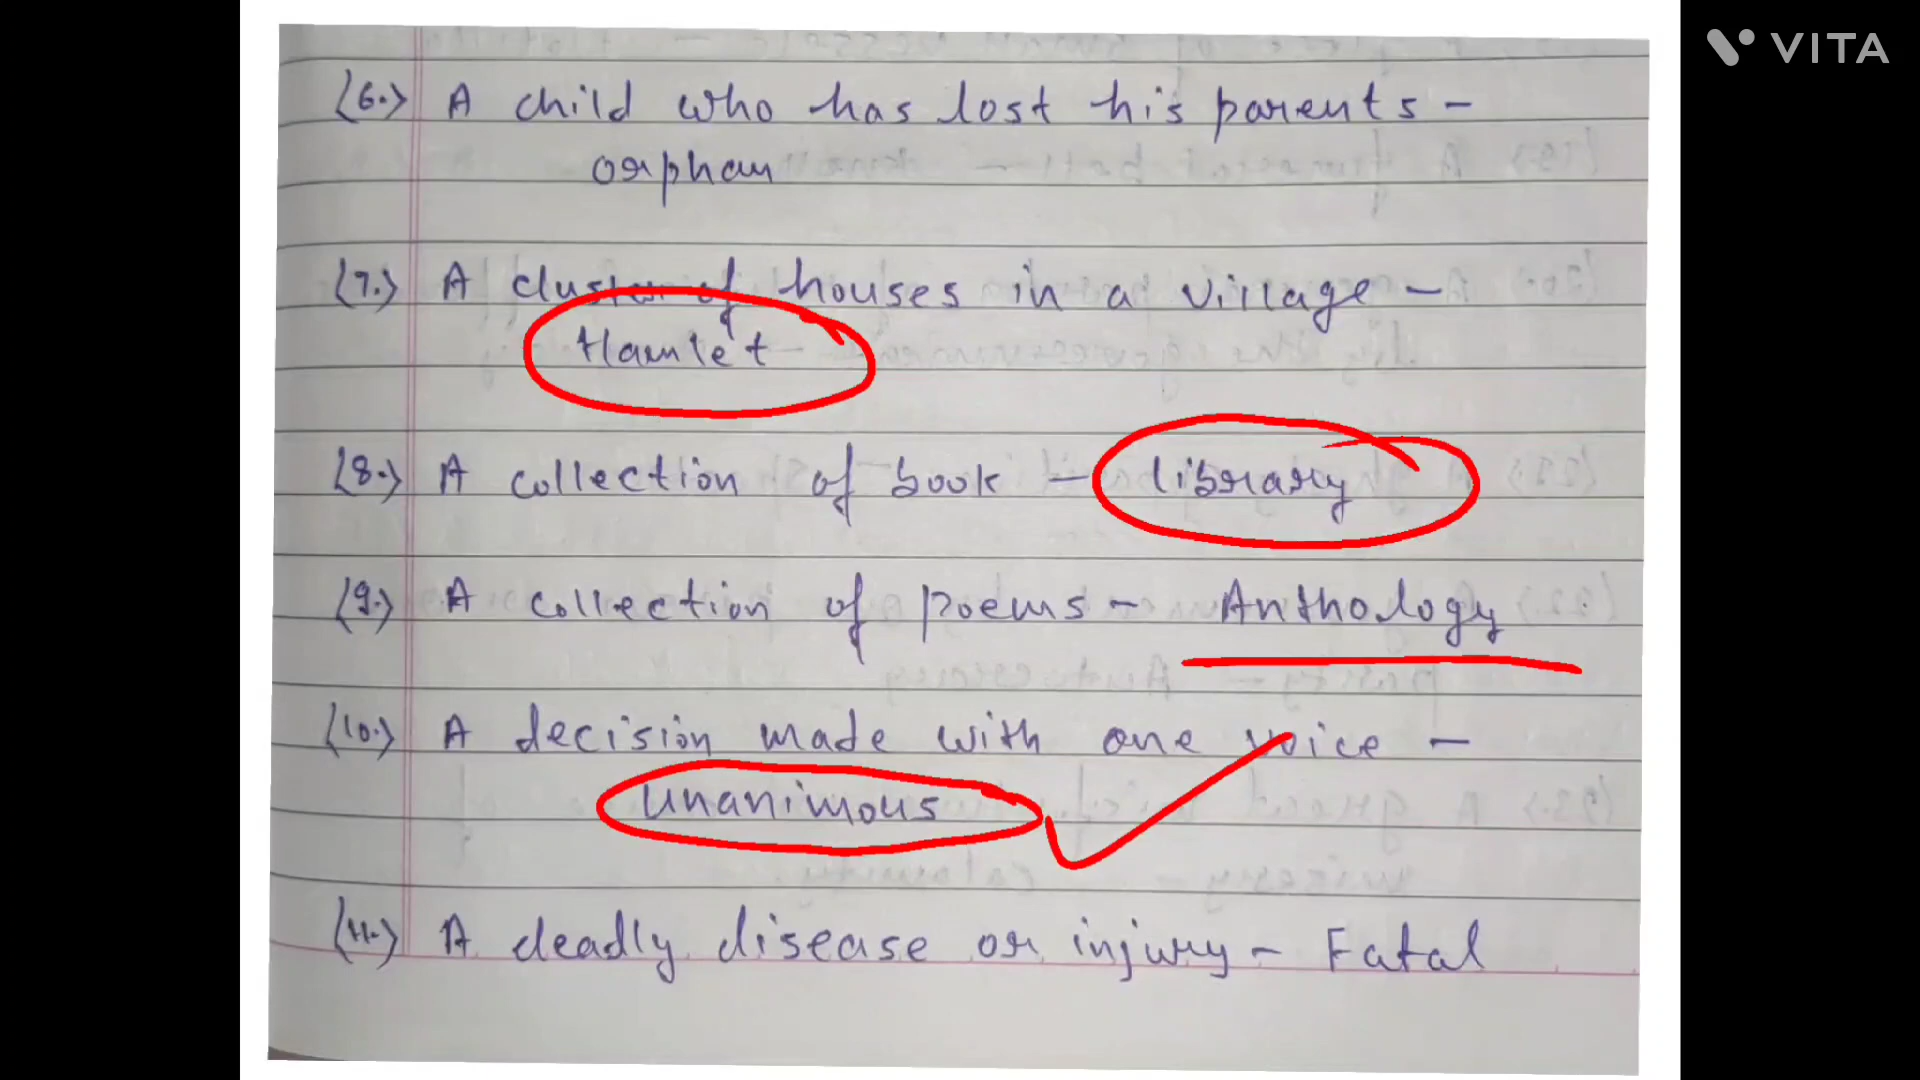 VITA
(6.) A child who has lost his parents -
orphan
(7.) A cluster of houses in a village -
Hamlet
(8.) A collection of book - library
(9.) A collection of poems - Anthology
(10.) A decision made with one voice -
unanimous
(11.) A deadly disease or injury - Fatal